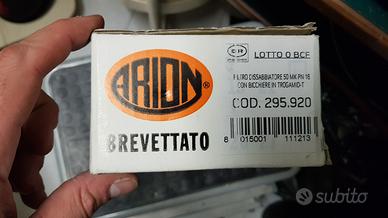 ARION®
BREVETTATO
LOTTO 0 BCF
FILTRO DISSABBIATORE 50 MK PN 16
CON BICCHIERE IN TROGAMID-T
COD. 295.920
8 015001 111213
subito